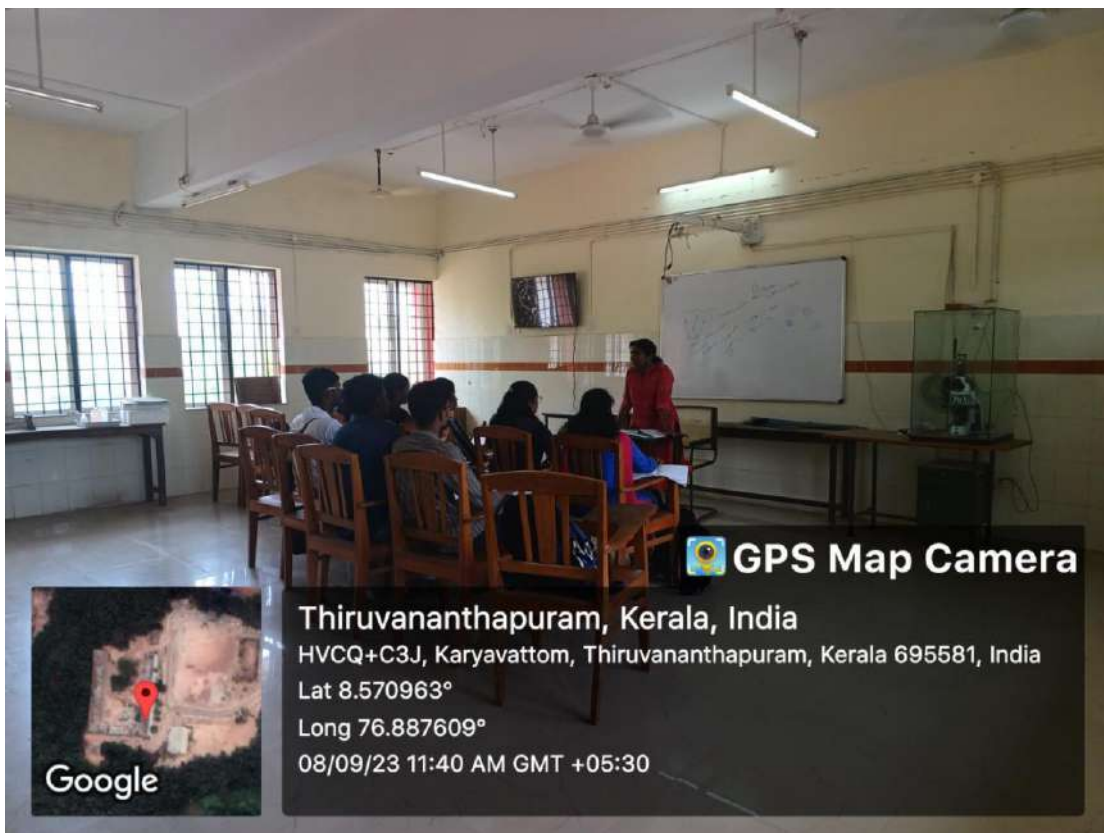 GPS Map Camera
Thiruvananthapuram, Kerala, India
HVCQ+C3J, Karyavattom, Thiruvananthapuram, Kerala 695581, India
Lat 8.570963°
Long 76.887609°
08/09/23 11:40 AM GMT +05:30
Google